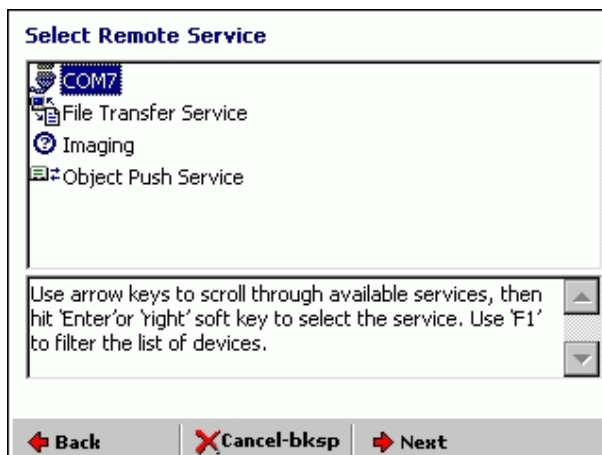 Select Remote Service
COM7
File Transfer Service
Imaging
Object Push Service
Use arrow keys to scroll through available services, then
hit 'Enter'or 'right' soft key to select the service. Use 'F1'
to filter the list of devices.
Back Cancel-bksp Next